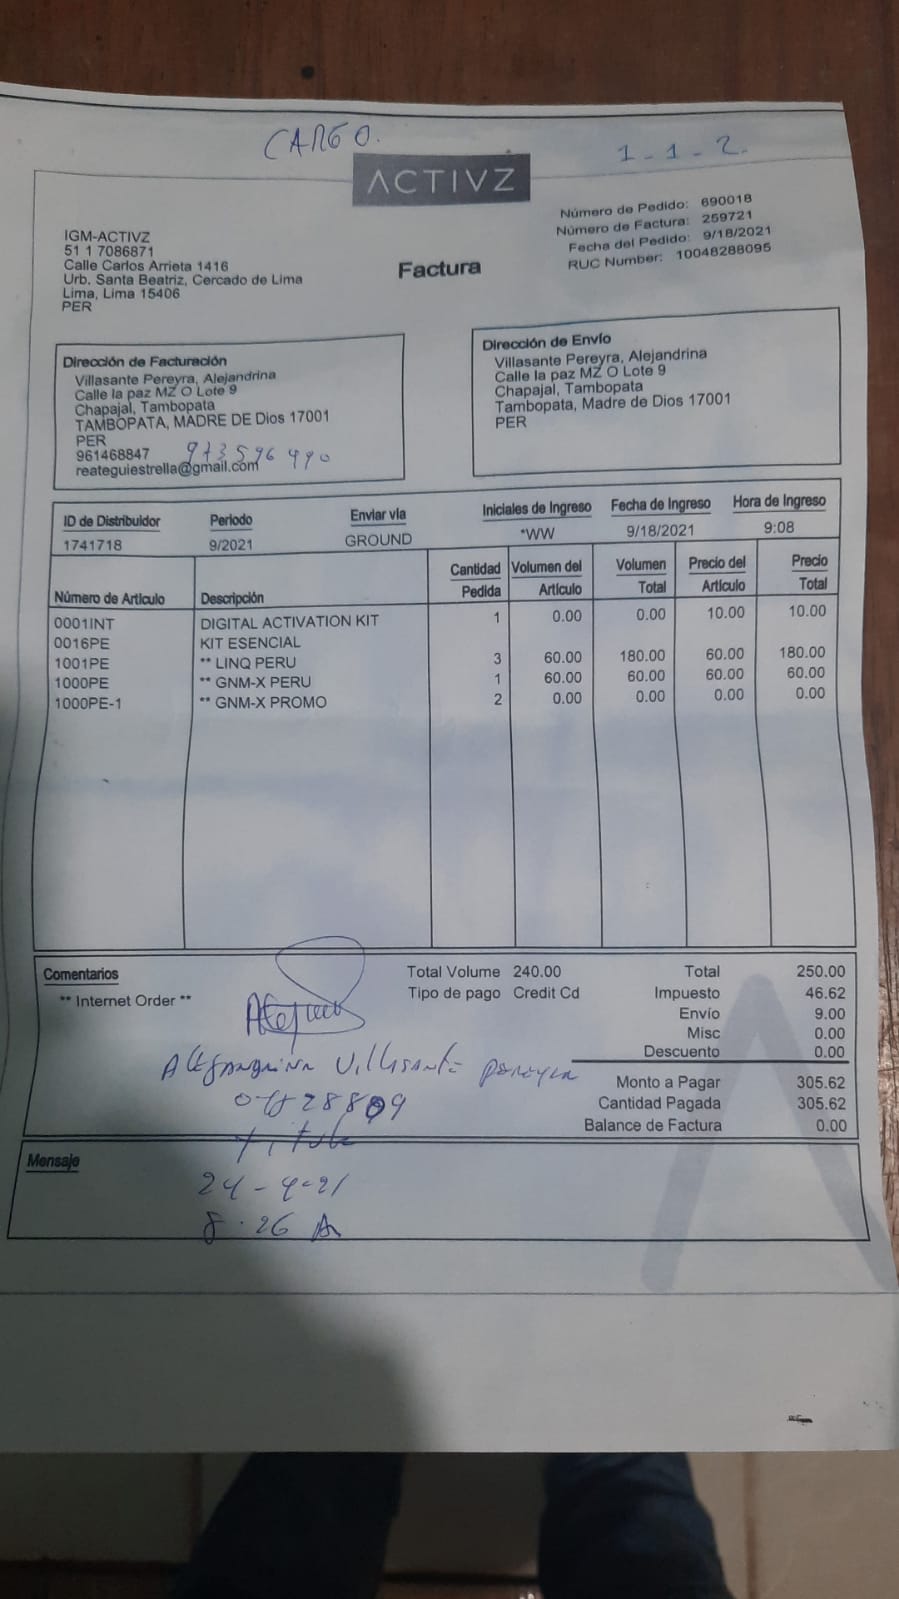 CARGO.
1-1-2.
ACTIVZ
IGM-ACTIVZ
51 1 7086871
Calle Carlos Arrieta 1416
Urb. Santa Beatriz, Cercado de Lima
Lima, Lima 15406
PER
Factura
Número de Pedido: 690018
Número de Factura: 259721
Fecha del Pedido: 9/18/2021
RUC Number: 10048288095
Dirección de Facturación
Villasante Pereyra, Alejandrina
Calle la paz MZ O Lote 9
Chapajal, Tambopata
TAMBOPATA, MADRE DE Dios 17001
PER
961468847 973596990
reateguiestrella@gmail.com
Dirección de Envío
Villasante Pereyra, Alejandrina
Calle la paz MZ O Lote 9
Chapajal, Tambopata
Tambopata, Madre de Dios 17001
PER
ID de Distribuidor Periodo Enviar via Iniciales de Ingreso Fecha de Ingreso Hora de Ingreso
1741718 9/2021 GROUND *WW 9/18/2021 9:08
Número de Artículo Descripción Cantidad Pedida Volumen del Artículo Volumen Total Precio del Artículo Precio Total
0001INT DIGITAL ACTIVATION KIT 1 0.00 0.00 10.00 10.00
0016PE KIT ESENCIAL
1001PE ** LINQ PERU 3 60.00 180.00 60.00 180.00
1000PE ** GNM-X PERU 1 60.00 60.00 60.00 60.00
1000PE-1 ** GNM-X PROMO 2 0.00 0.00 0.00 0.00
Comentarios
** Internet Order **
Total Volume 240.00
Tipo de pago Credit Cd
Total 250.00
Impuesto 46.62
Envío 9.00
Misc 0.00
Descuento 0.00
Monto a Pagar 305.62
Cantidad Pagada 305.62
Balance de Factura 0.00
Alejandrina Villasante Pereyra
04828809
Mensaje
24-9-21
8.26 A